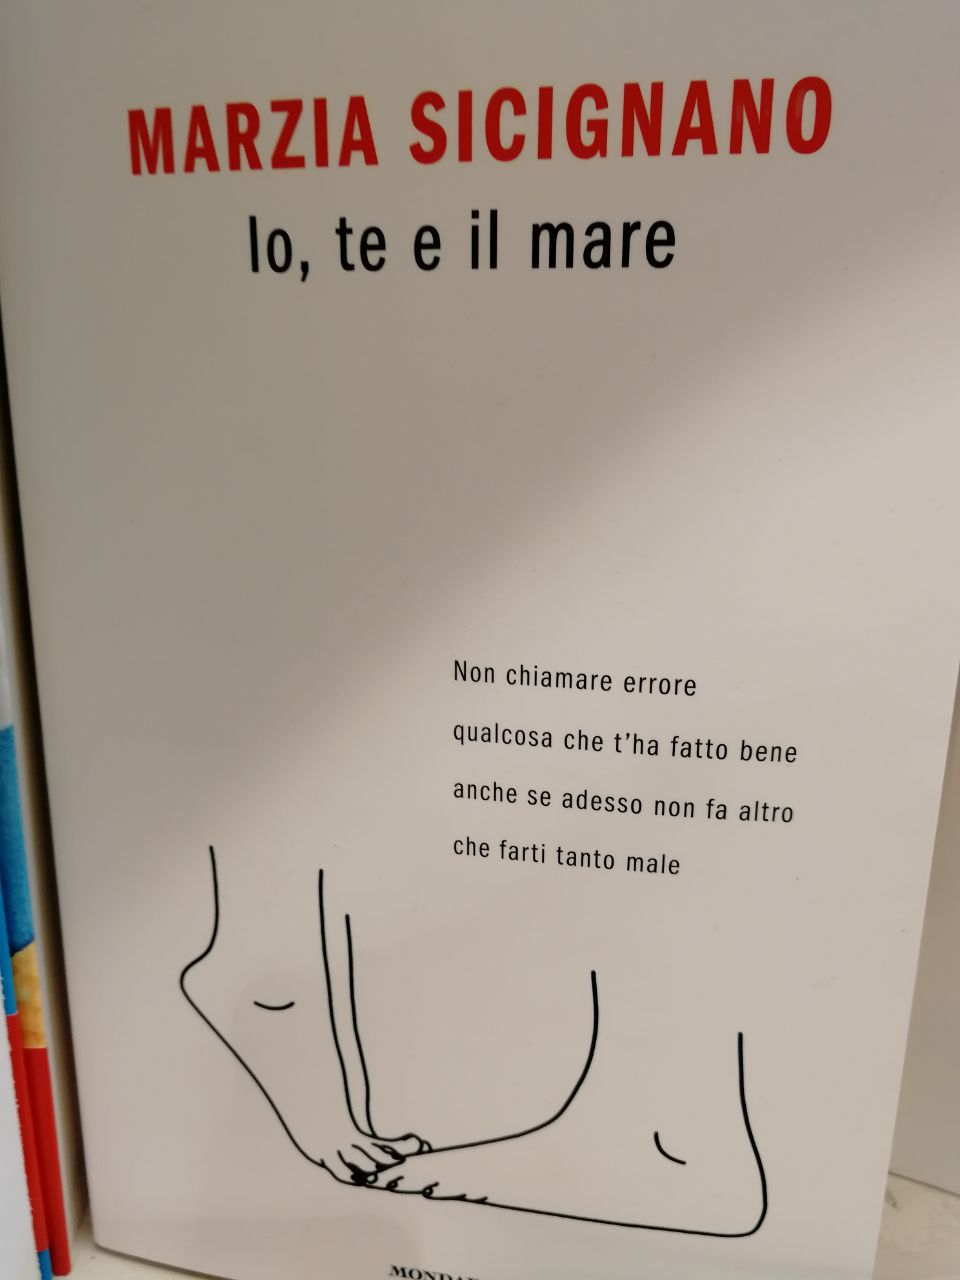 MARZIA SICIGNANO
Io, te e il mare
Non chiamare errore
qualcosa che t'ha fatto bene
anche se adesso non fa altro
che farti tanto male